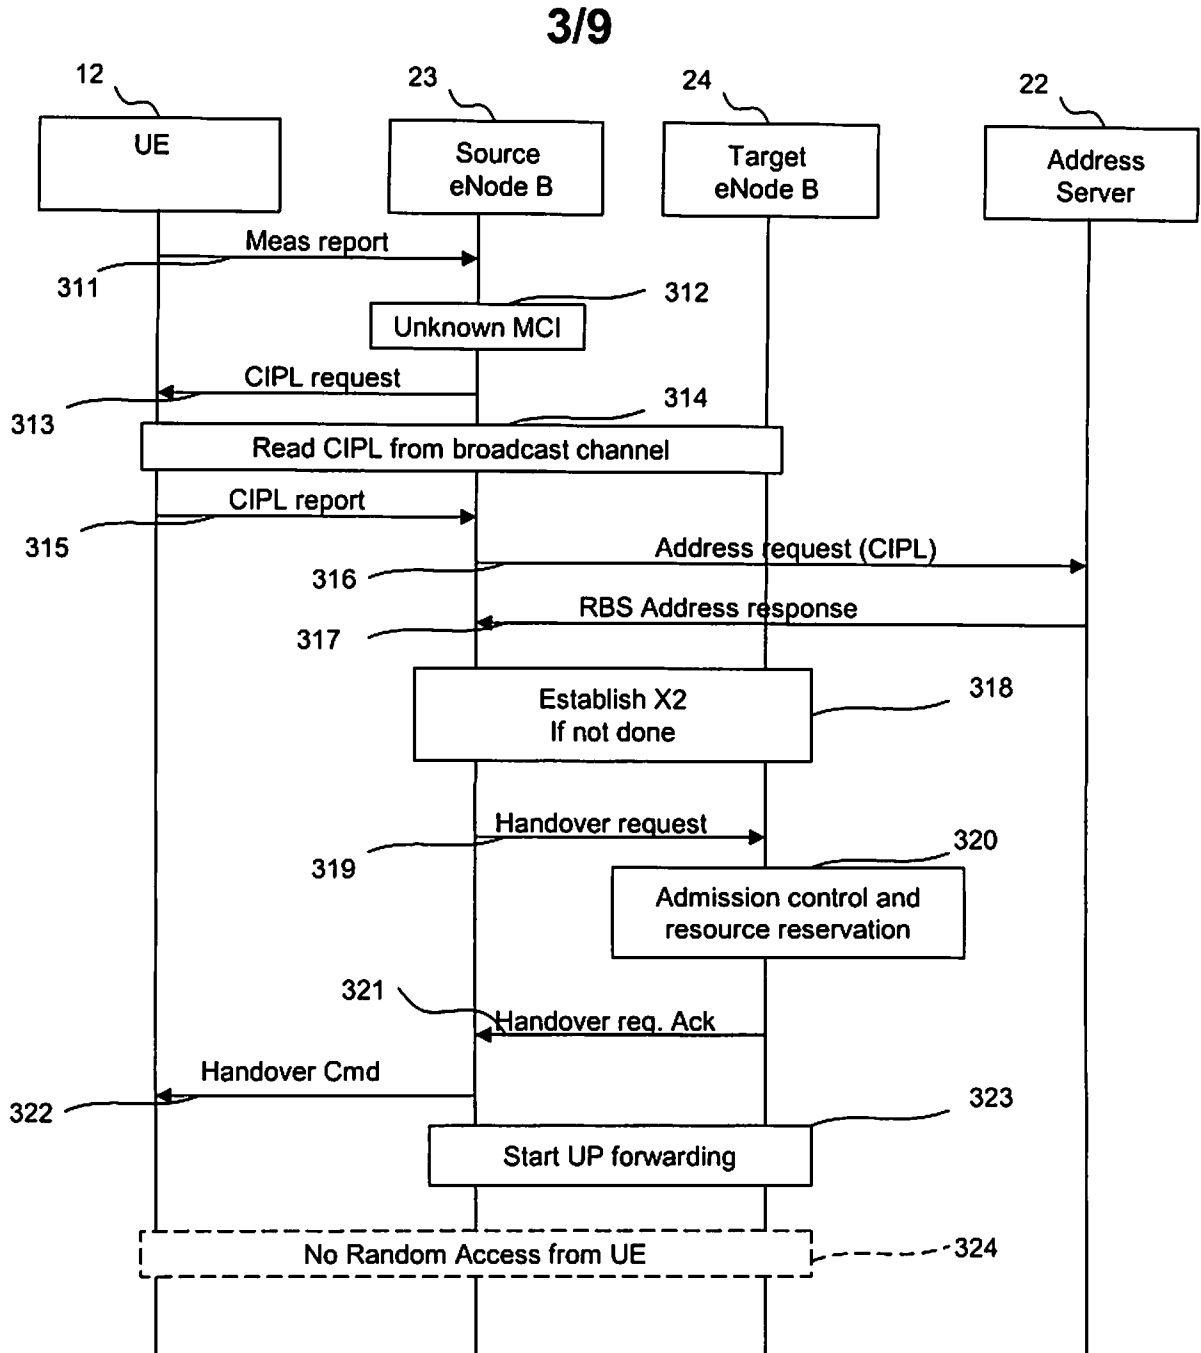 3/9
12
23
24
22
UE
Source
eNode B
Target
eNode B
Address
Server
Meas report
311
312
Unknown MCI
CIPL request
313
314
Read CIPL from broadcast channel
CIPL report
315
Address request (CIPL)
316
RBS Address response
317
Establish X2
If not done
318
Handover request
319
320
Admission control and
resource reservation
321
Handover req. Ack
Handover Cmd
322
323
Start UP forwarding
No Random Access from UE
324